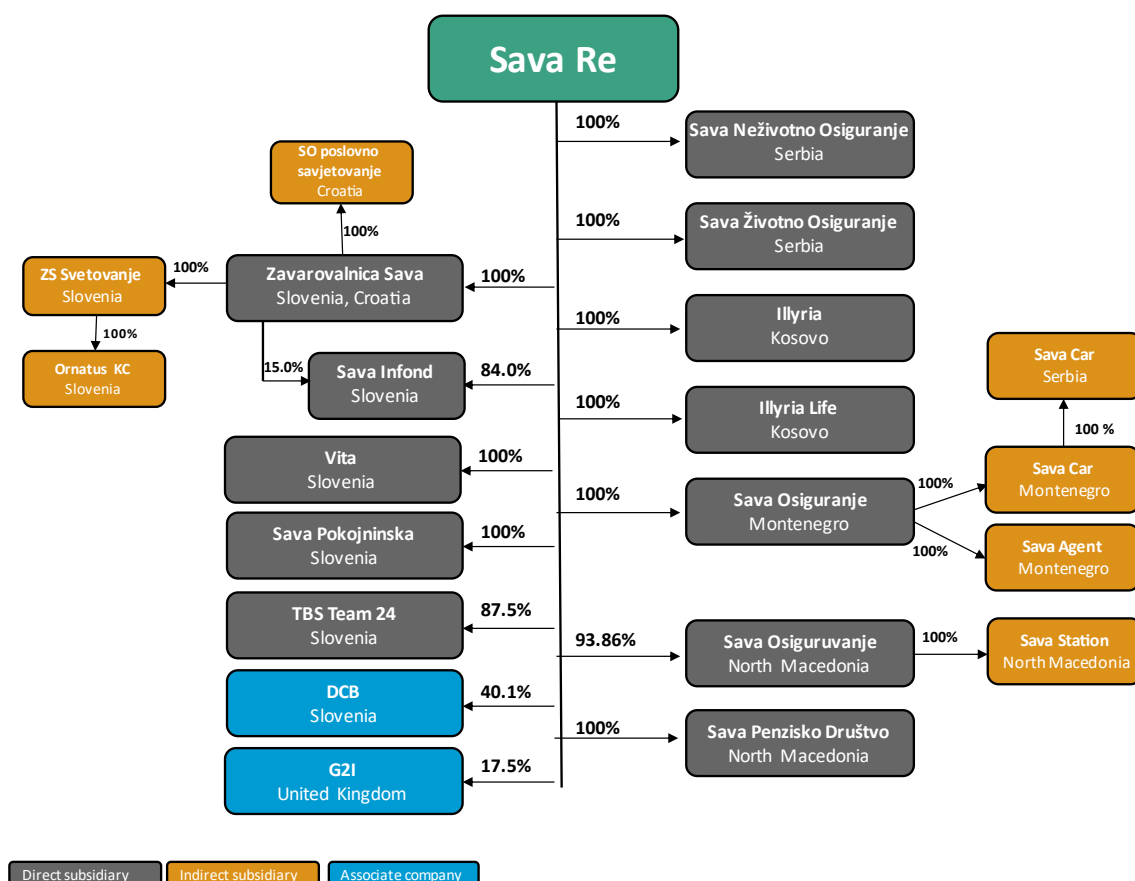 Sava Re
100%
Sava Neživotno Osiguranje
Serbia
SO poslovno
savjetovanje
Croatia
100%
100%
Sava Životno Osiguranje
Serbia
ZS Svetovanje
Slovenia
100%
Zavarovalnica Sava
Slovenia, Croatia
100%
100%
Illyria
Kosovo
100%
Ornatus KC
Slovenia
15.0%
Sava Infond
Slovenia
84.0%
Sava Car
Serbia
100%
Illyria Life
Kosovo
100 %
Vita
Slovenia
100%
100%
Sava Osiguranje
Montenegro
100%
Sava Car
Montenegro
100%
Sava Agent
Montenegro
Sava Pokojninska
Slovenia
100%
TBS Team 24
Slovenia
87.5%
93.86%
Sava Osiguruvanje
North Macedonia
100%
Sava Station
North Macedonia
DCB
Slovenia
40.1%
100%
Sava Penzisko Društvo
North Macedonia
G2I
United Kingdom
17.5%
Direct subsidiary
Indirect subsidiary
Associate company